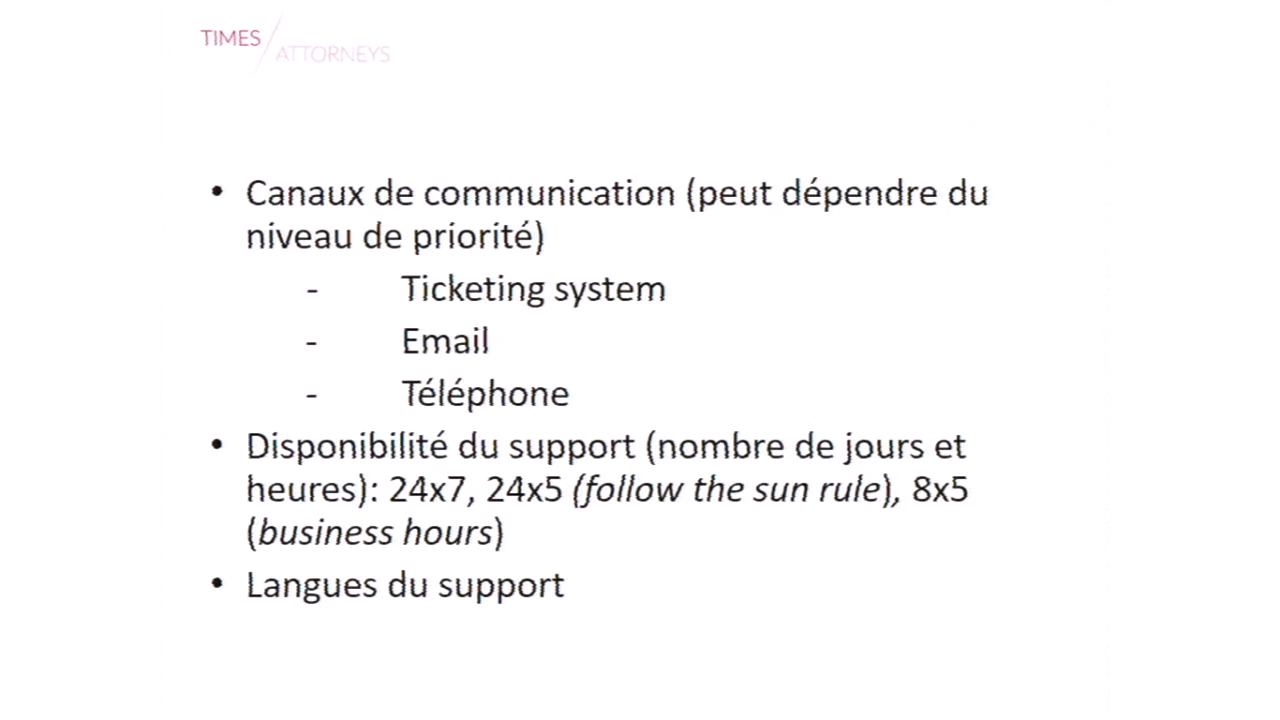 TIMES
ATTORNEYS
• Canaux de communication (peut dépendre du
niveau de priorité)
- Ticketing system
- Email
- Téléphone
• Disponibilité du support (nombre de jours et
heures): 24x7, 24x5 (follow the sun rule), 8x5
(business hours)
• Langues du support